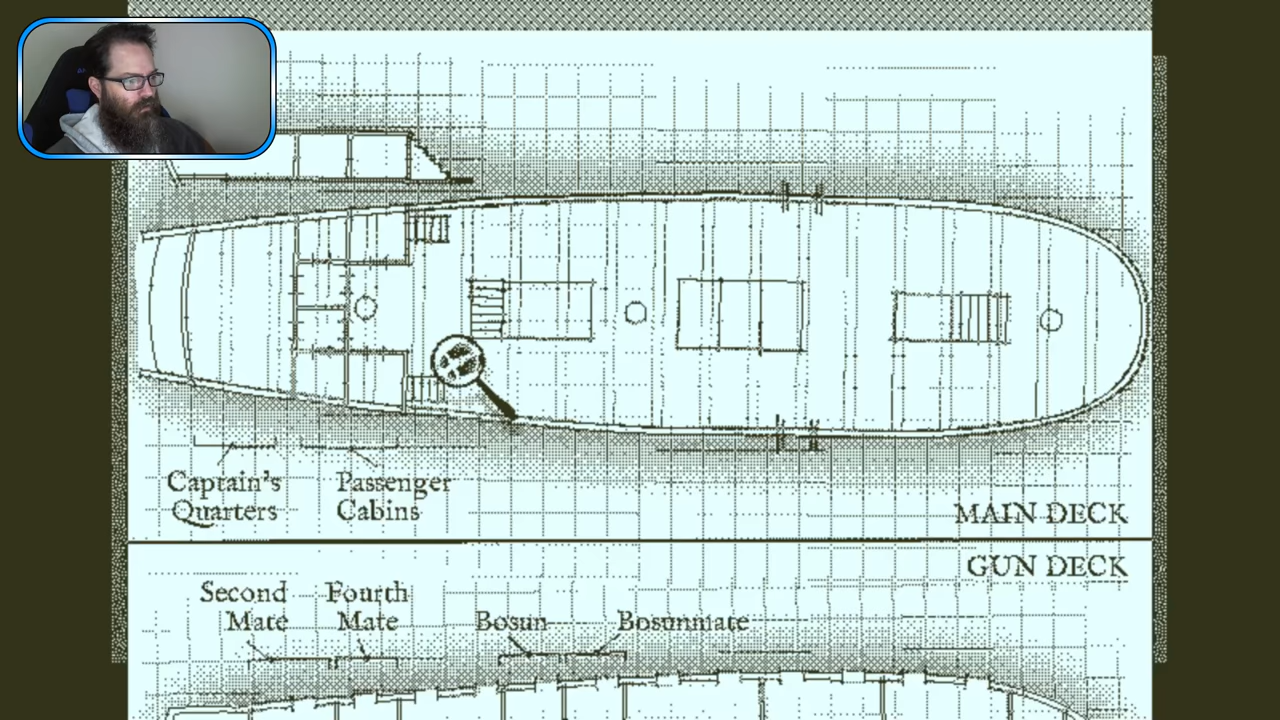 Captain's
Quarters
Passenger
Cabins
MAIN DECK
GUN DECK
Second
Mate
Fourth
Mate
Bosun
Bosunmate